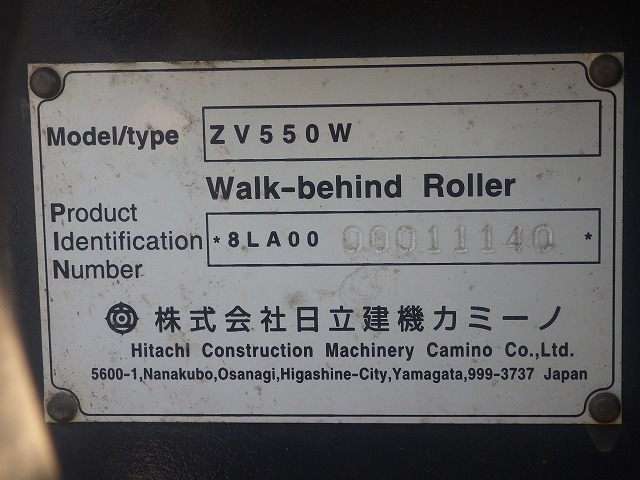 Model/type ZV550W
Walk-behind Roller
Product
Identification
Number
*8LA00 00011140 *
株式会社日立建機カミーノ
Hitachi Construction Machinery Camino Co.,Ltd.
5600-1,Nanakubo,Osanagi,Higashine-City,Yamagata,999-3737 Japan